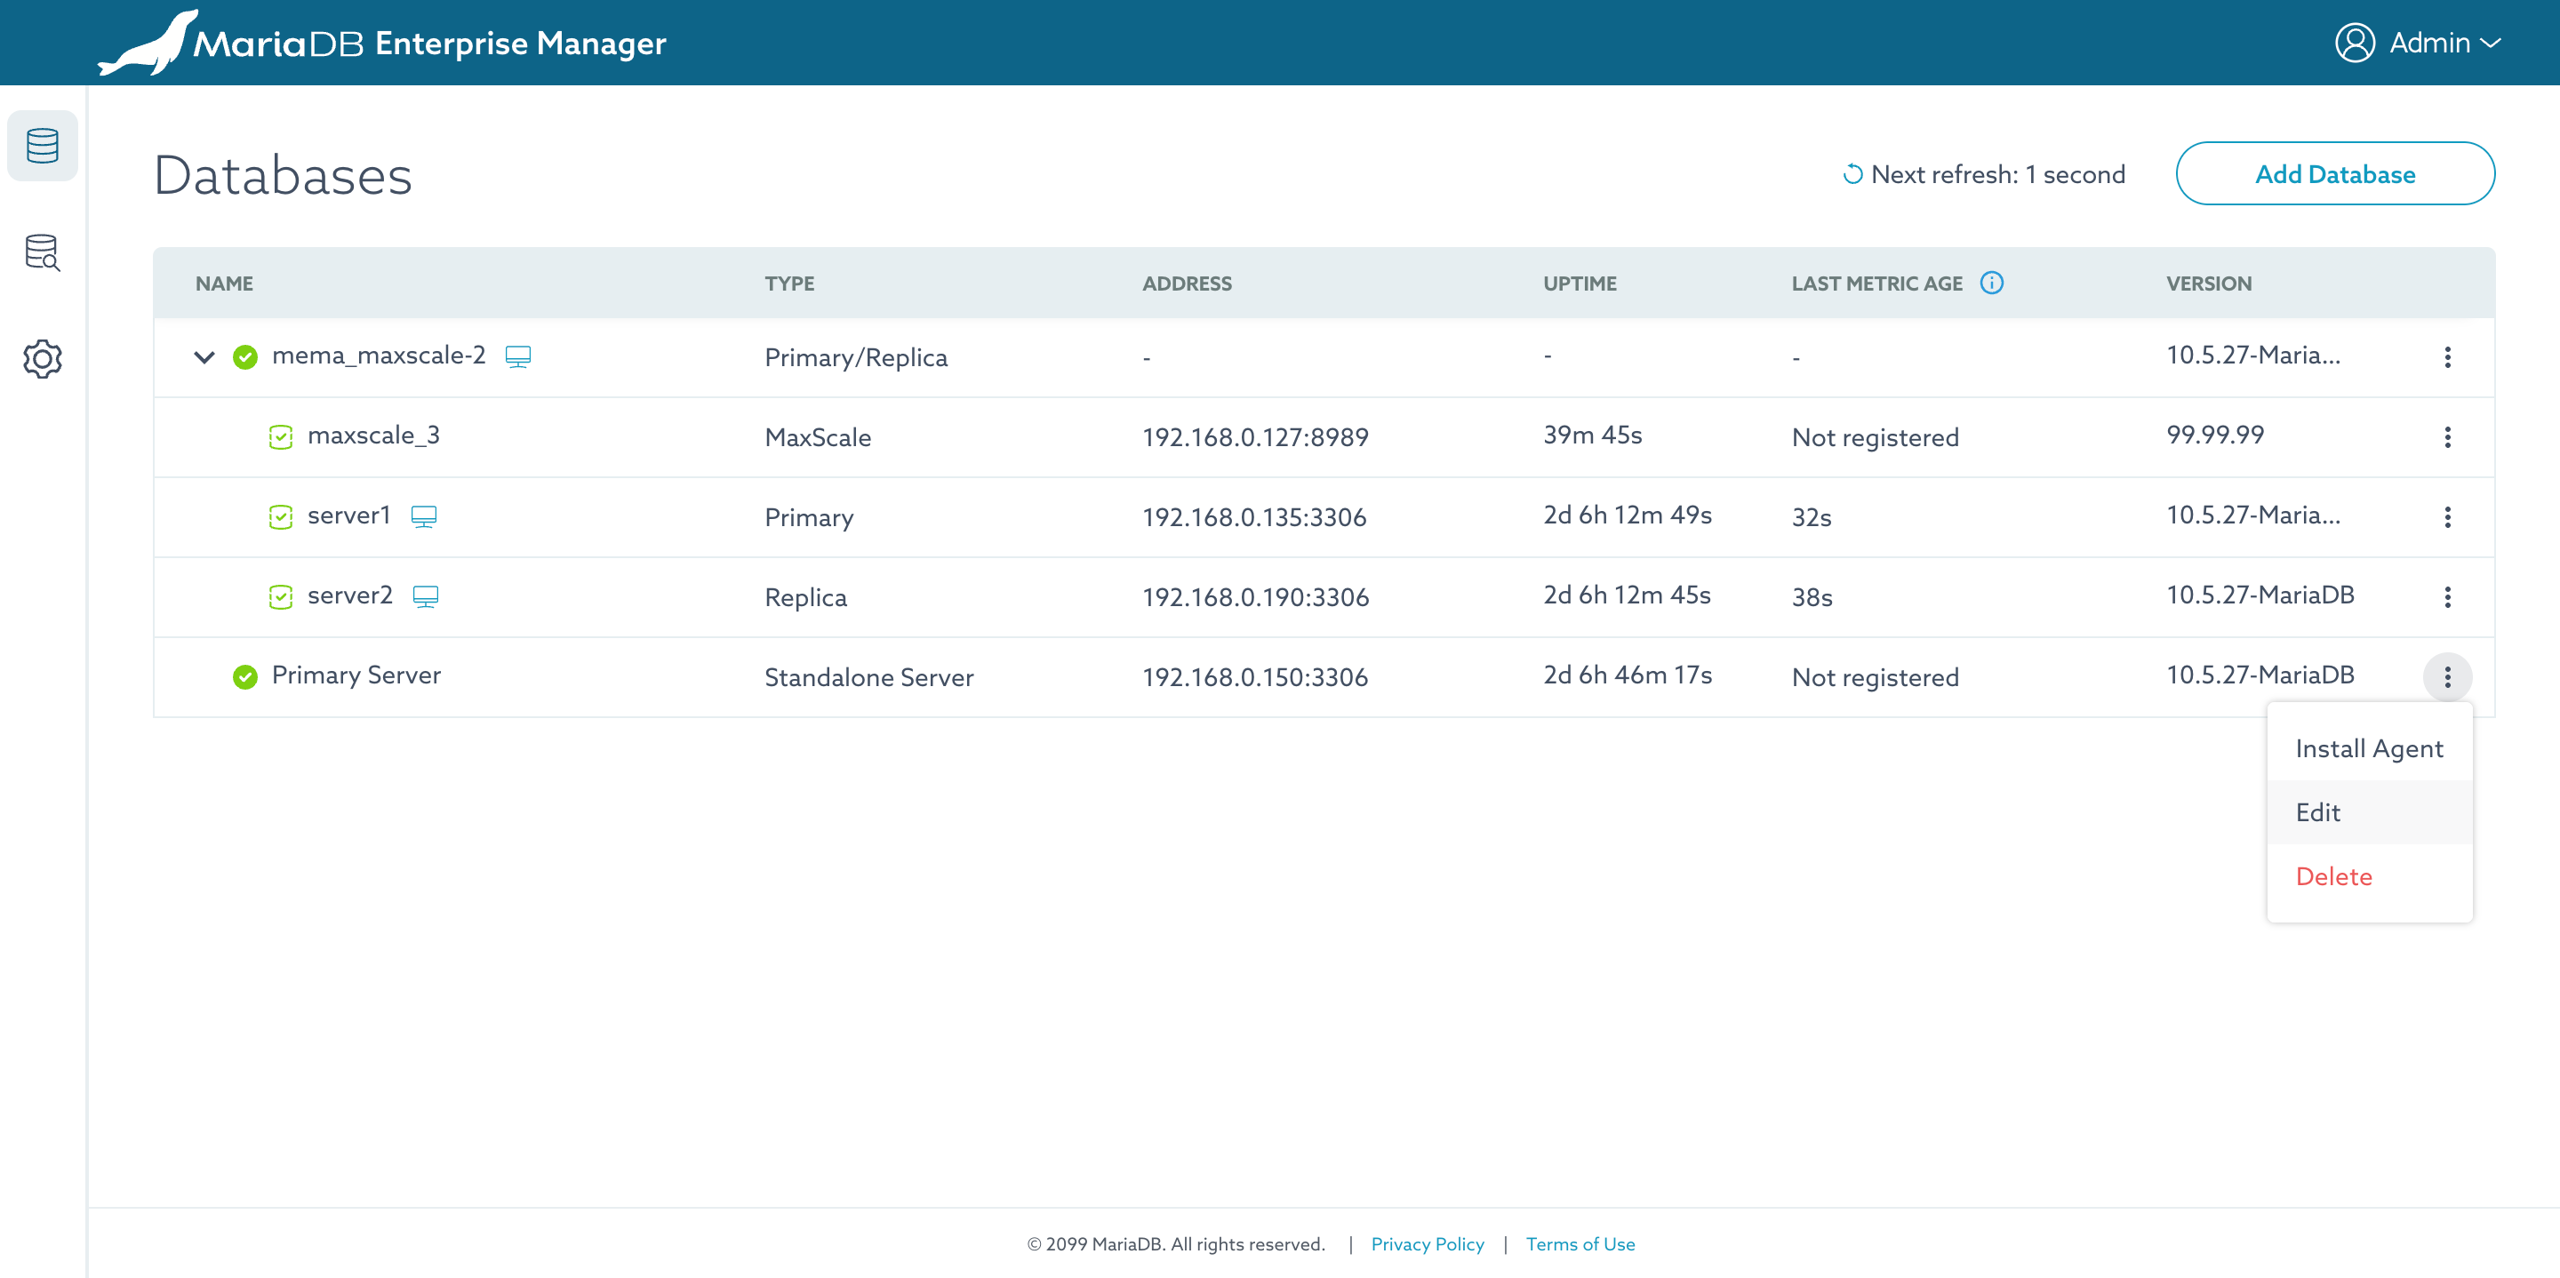 MariaDB Enterprise Manager
Admin
Databases
Next refresh: 1 second
Add Database
NAME TYPE ADDRESS UPTIME LAST METRIC AGE VERSION
mema_maxscale-2 Primary/Replica - - - 10.5.27-Maria...
maxscale_3 MaxScale 192.168.0.127:8989 39m 45s Not registered 99.99.99
server1 Primary 192.168.0.135:3306 2d 6h 12m 49s 32s 10.5.27-Maria...
server2 Replica 192.168.0.190:3306 2d 6h 12m 45s 38s 10.5.27-MariaDB
Primary Server Standalone Server 192.168.0.150:3306 2d 6h 46m 17s Not registered 10.5.27-MariaDB
Install Agent
Edit
Delete
© 2099 MariaDB. All rights reserved. | Privacy Policy | Terms of Use